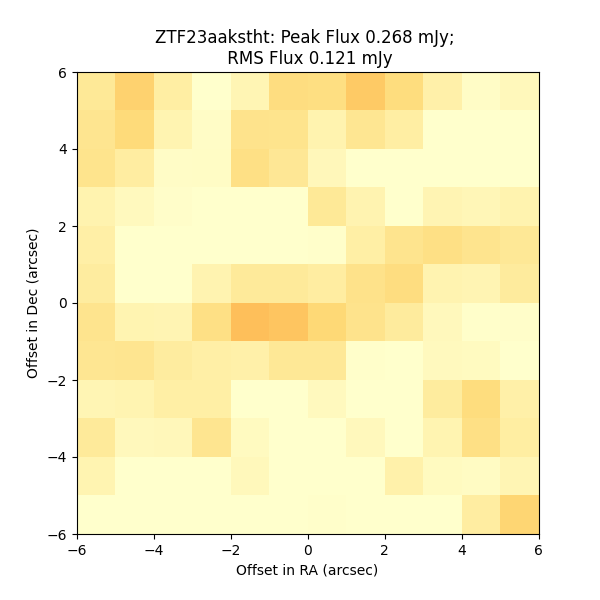 ZTF23aakstht: Peak Flux 0.268 mJy;
RMS Flux 0.121 mJy
6
4
2
0
−2
−4
−6
Offset in Dec (arcsec)
−6 −4 −2 0 2 4 6
Offset in RA (arcsec)